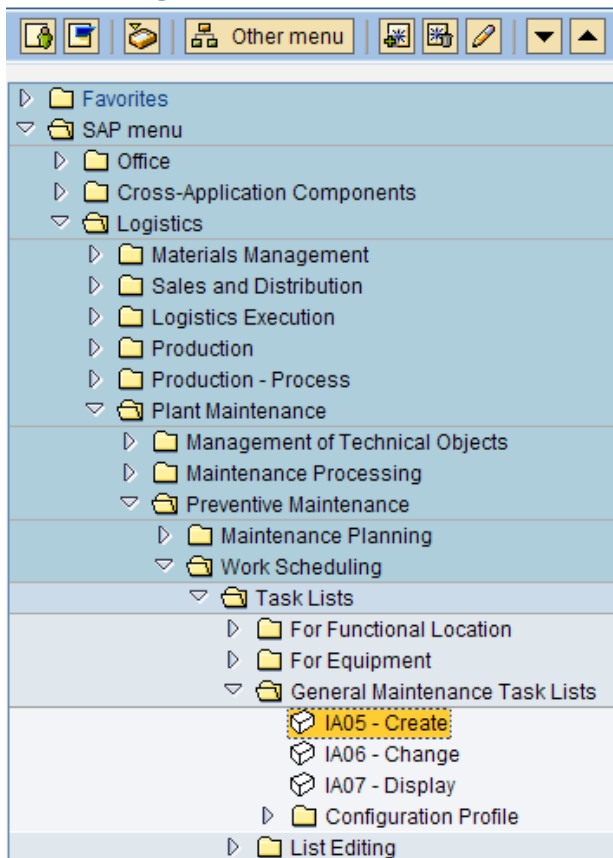 Other menu
Favorites
SAP menu
Office
Cross-Application Components
Logistics
Materials Management
Sales and Distribution
Logistics Execution
Production
Production - Process
Plant Maintenance
Management of Technical Objects
Maintenance Processing
Preventive Maintenance
Maintenance Planning
Work Scheduling
Task Lists
For Functional Location
For Equipment
General Maintenance Task Lists
IA05 - Create
IA06 - Change
IA07 - Display
Configuration Profile
List Editing